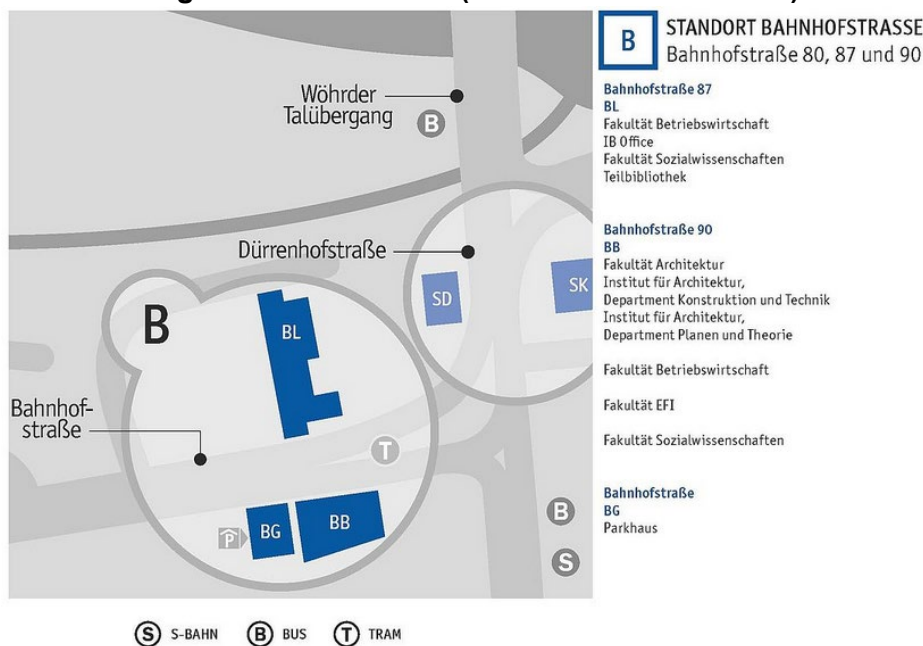 Wöhrder
Talübergang
B
Dürrenhofstraße
SD
SK
B
BL
Bahnhof-
straße
T
P
BG
BB
B
S
S S-BAHN B BUS T TRAM
B
STANDORT BAHNHOFSTRASSE
Bahnhofstraße 80, 87 und 90
Bahnhofstraße 87
BL
Fakultät Betriebswirtschaft
IB Office
Fakultät Sozialwissenschaften
Teilbibliothek
Bahnhofstraße 90
BB
Fakultät Architektur
Institut für Architektur,
Department Konstruktion und Technik
Institut für Architektur,
Department Planen und Theorie
Fakultät Betriebswirtschaft
Fakultät EFI
Fakultät Sozialwissenschaften
Bahnhofstraße
BG
Parkhaus